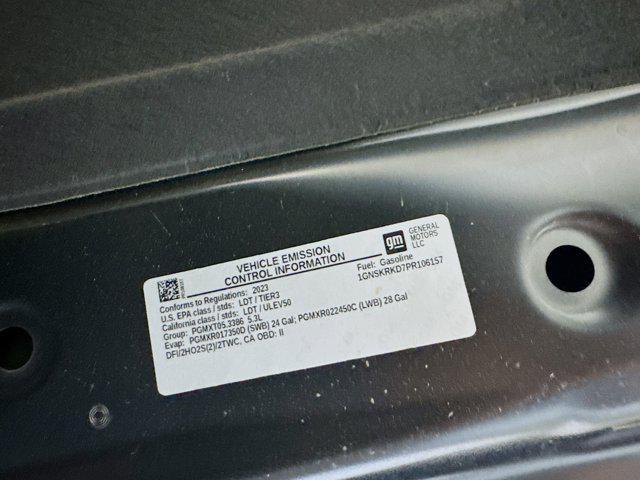 VEHICLE EMISSION
CONTROL INFORMATION
gm
GENERAL
MOTORS
LLC
Conforms to Regulations: 2023
Fuel: Gasoline
U.S. EPA class / stds: LDT / TIER3
1GNSKRKD7PR106157
California class / stds: LDT / ULEV50
Group: PGMXT05.3386 5.3L
Evap: PGMXR017350D (SWB) 24 Gal; PGMXR022450C (LWB) 28 Gal
DFI/2HO2S(2)/2TWC, CA OBD: II